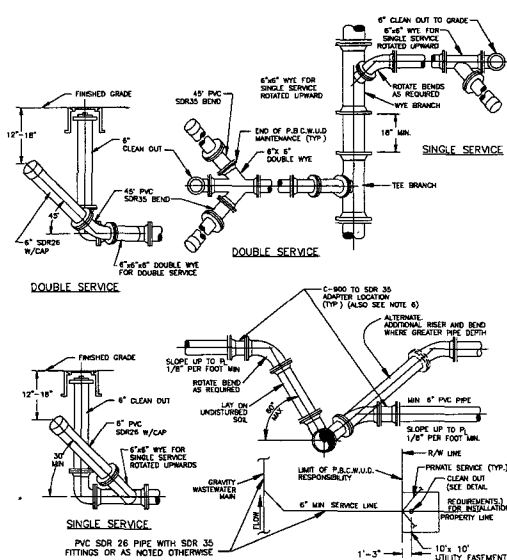 6" CLEAN OUT TO GRADE
6"x6" WYE FOR
SINGLE SERVICE
ROTATED UPWARD
45° PVC
SDR35 BEND
6"x6" WYE FOR
SINGLE SERVICE
ROTATED UPWARD
FINISHED GRADE
12"-18"
6"
CLEAN OUT
END OF P.B.C.W.U.D
MAINTENANCE (TYP )
6"X 6"
DOUBLE WYE
ROTATE BENDS
AS REQUIRED
WYE BRANCH
18" MIN.
SINGLE SERVICE
TEE BRANCH
45° PVC
SDR35 BEND
45°
6" SDR26
W/CAP
6"x6"x6" DOUBLE WYE
FOR DOUBLE SERVICE
DOUBLE SERVICE
DOUBLE SERVICE
C-900 TO SDR 35
ADAPTER LOCATION
(TYP ) (ALSO SEE NOTE 6)
ALTERNATE.
ADDITIONAL RISER AND BEND
WHERE GREATER PIPE DEPTH
SLOPE UP TO PL
1/8" PER FOOT MIN
ROTATE BEND
AS REQUIRED
LAY ON
UNDISTURBED
SOIL
60°
MAX
MIN 6" PVC PIPE
SLOPE UP TO PL
1/8" PER FOOT MIN.
R/W LINE
FINISHED GRADE
12"-18"
6" CLEAN OUT
6" PVC
SDR26 W/CAP
6"x6" WYE FOR
SINGLE SERVICE
ROTATED UPWARDS
30°
MIN
SINGLE SERVICE
GRAVITY
WASTEWATER
MAIN
FLOW
LIMIT OF P.B.C.W.U.D.
RESPONSIBILITY
6" MIN SERVICE LINE
PRIVATE SERVICE (TYP.)
CLEAN OUT
(SEE DETAIL
REQUIREMENTS.)
FOR INSTALLATION
PROPERTY LINE
1'-3"
10'x 10'
UTILITY EASEMENT
PVC SDR 26 PIPE WITH SDR 35
FITTINGS OR AS NOTED OTHERWISE